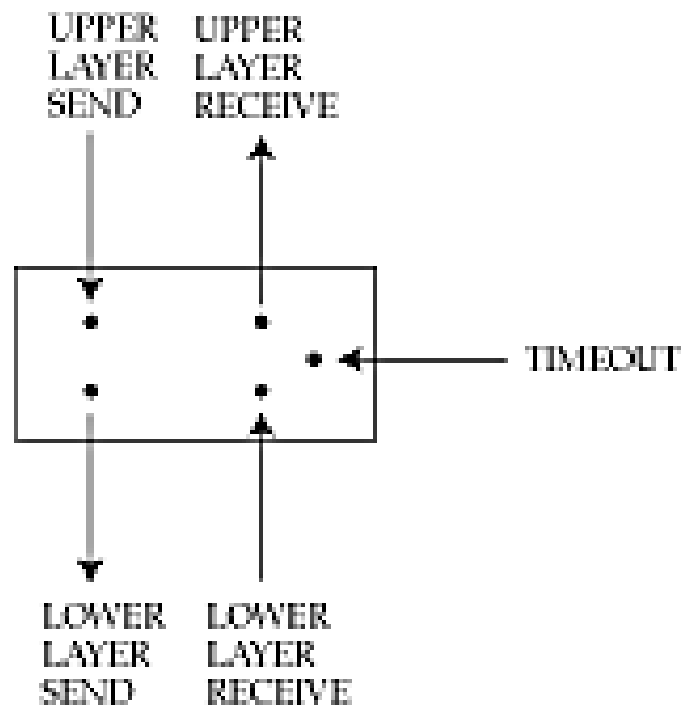 UPPER
LAYER
SEND
UPPER
LAYER
RECEIVE
TIMEOUT
LOWER
LAYER
SEND
LOWER
LAYER
RECEIVE